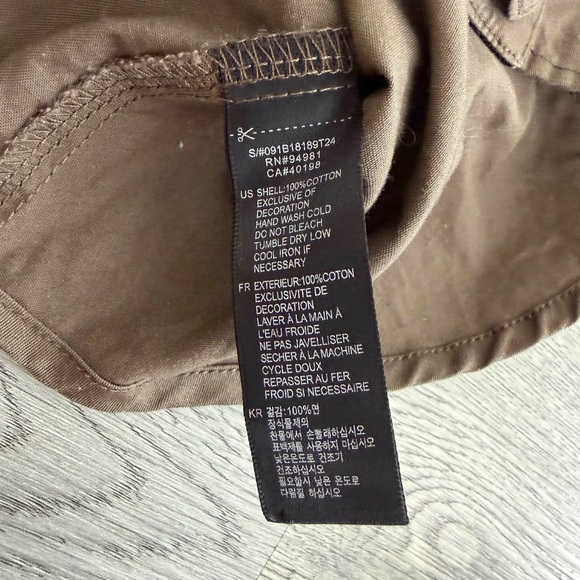 S/#091B18189T24
RN#94981
CA#40198
US SHELL:100%COTTON
EXCLUSIVE OF
DECORATION
HAND WASH COLD
DO NOT BLEACH
TUMBLE DRY LOW
COOL IRON IF
NECESSARY
FR EXTERIEUR:100%COTON
EXCLUSIVITE DE
DECORATION
LAVER À LA MAIN À
L'EAU FROIDE
NE PAS JAVELLISER
SECHER À LA MACHINE
CYCLE DOUX
REPASSER AU FER
FROID SI NECESSAIRE
KR 겉감:100%면
장식물제외
찬물에서 손빨래하십시오
표백제를 사용하지 마십시오
낮은온도로 건조기
건조하십시오
필요할시 낮은 온도로
다림질 하십시오